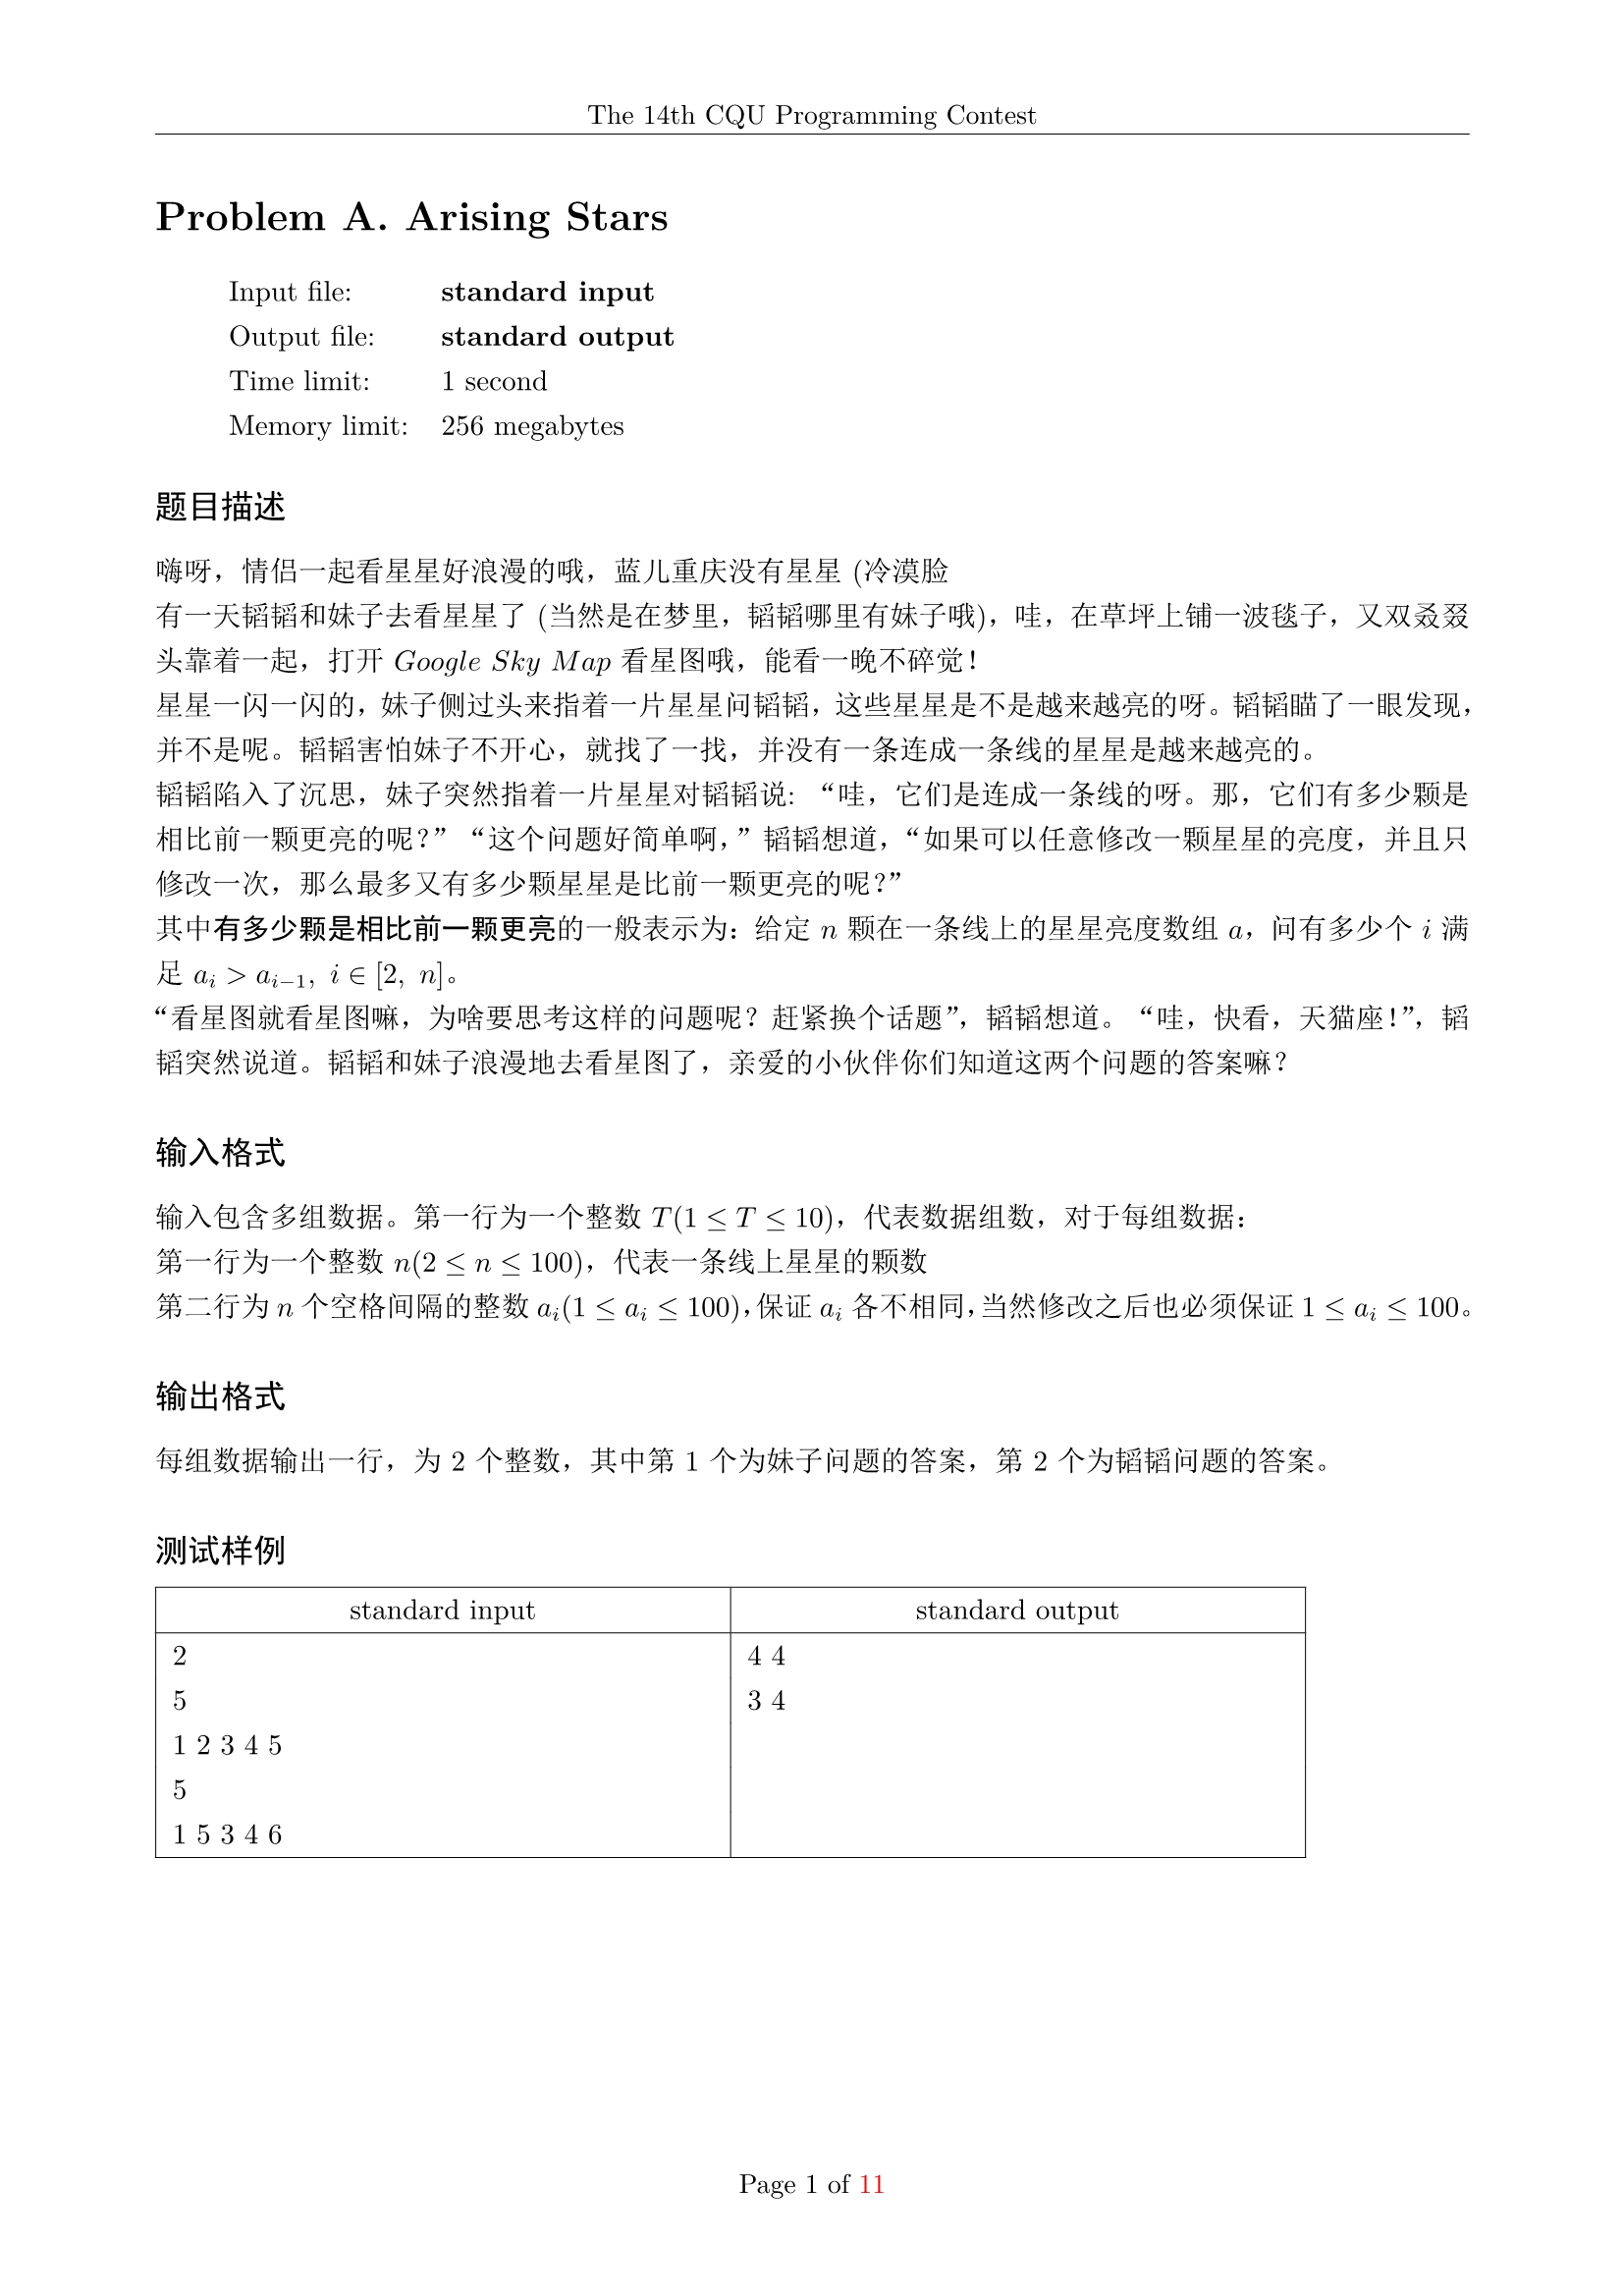 The 14th CQU Programming Contest
Problem A. Arising Stars
Input file: standard input
Output file: standard output
Time limit: 1 second
Memory limit: 256 megabytes
题目描述
嗨呀，情侣一起看星星好浪漫的哦，蓝儿重庆没有星星 (冷漠脸
有一天韬韬和妹子去看星星了 (当然是在梦里，韬韬哪里有妹子哦)，哇，在草坪上铺一波毯子，又双叒叕
头靠着一起，打开 Google Sky Map 看星图哦，能看一晚不碎觉！
星星一闪一闪的，妹子侧过头来指着一片星星问韬韬，这些星星是不是越来越亮的呀。韬韬瞄了一眼发现，
并不是呢。韬韬害怕妹子不开心，就找了一找，并没有一条连成一条线的星星是越来越亮的。
韬韬陷入了沉思，妹子突然指着一片星星对韬韬说: “哇，它们是连成一条线的呀。那，它们有多少颗是
相比前一颗更亮的呢？” “这个问题好简单啊，” 韬韬想道，“如果可以任意修改一颗星星的亮度，并且只
修改一次，那么最多又有多少颗星星是比前一颗更亮的呢？”
其中有多少颗是相比前一颗更亮的一般表示为：给定 n 颗在一条线上的星星亮度数组 a，问有多少个 i 满
足 a_i > a_{i−1}, i ∈ [2, n]。
“看星图就看星图嘛，为啥要思考这样的问题呢？赶紧换个话题”，韬韬想道。“哇，快看，天猫座！”，韬
韬突然说道。韬韬和妹子浪漫地去看星图了，亲爱的小伙伴你们知道这两个问题的答案嘛？
输入格式
输入包含多组数据。第一行为一个整数 T(1 ≤ T ≤ 10)，代表数据组数，对于每组数据：
第一行为一个整数 n(2 ≤ n ≤ 100)，代表一条线上星星的颗数
第二行为 n 个空格间隔的整数 a_i(1 ≤ a_i ≤ 100)，保证 a_i 各不相同，当然修改之后也必须保证 1 ≤ a_i ≤ 100。
输出格式
每组数据输出一行，为 2 个整数，其中第 1 个为妹子问题的答案，第 2 个为韬韬问题的答案。
测试样例
standard input standard output
2 4 4
5 3 4
1 2 3 4 5
5
1 5 3 4 6
Page 1 of 11